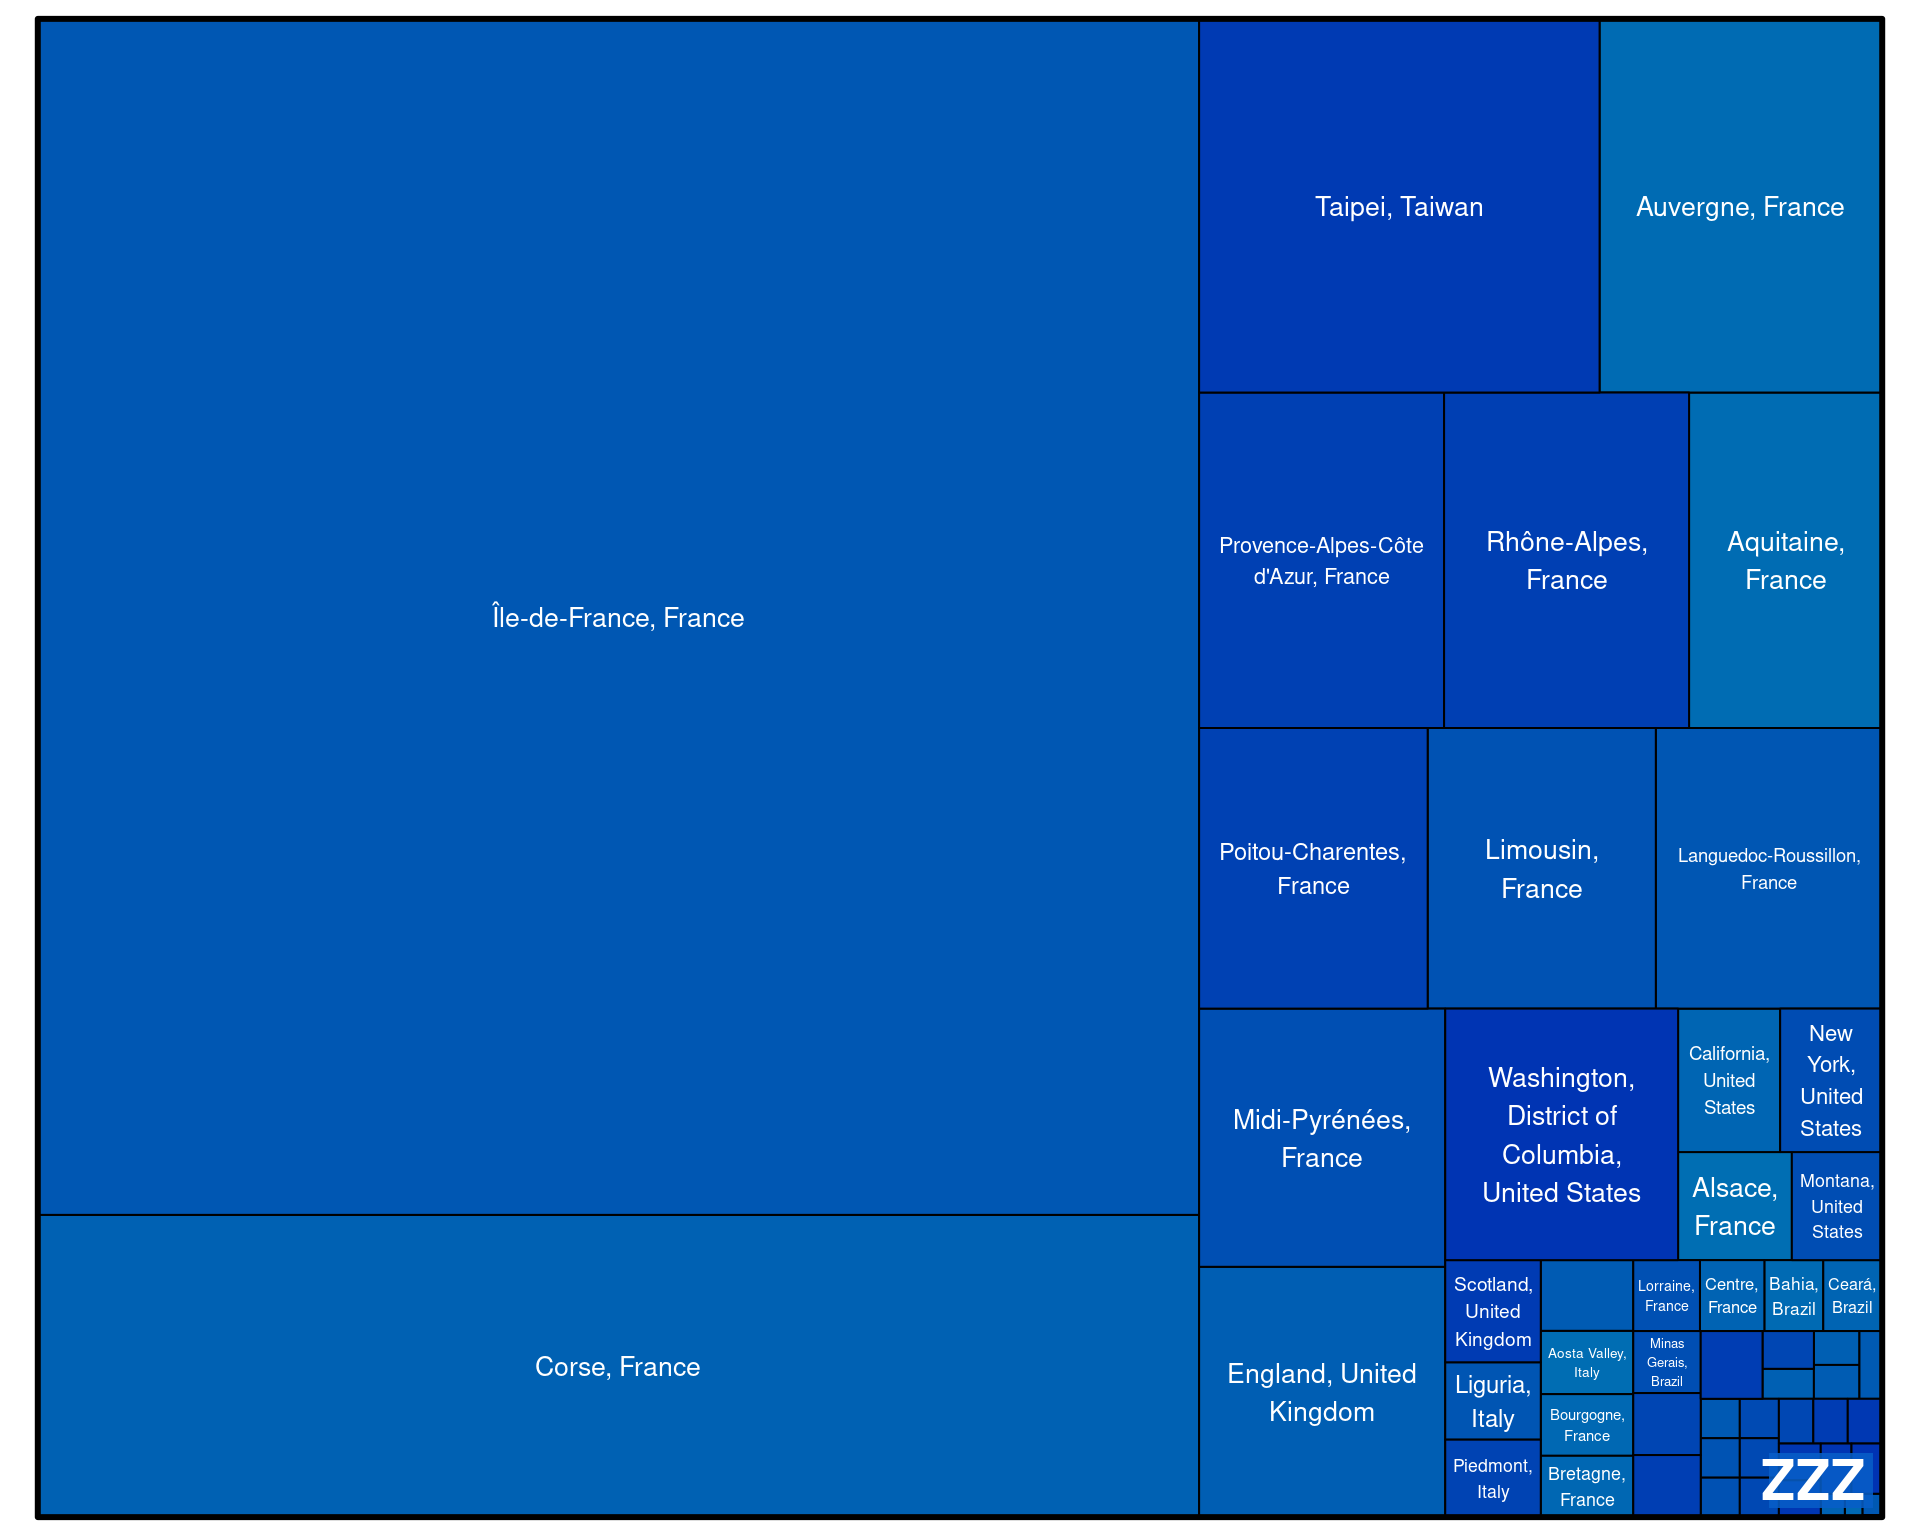 Île-de-France, France
Corse, France
Taipei, Taiwan
Auvergne, France
Provence-Alpes-Côte
d'Azur, France
Rhône-Alpes,
France
Aquitaine,
France
Poitou-Charentes,
France
Limousin,
France
Languedoc-Roussillon,
France
Midi-Pyrénées,
France
England, United
Kingdom
Washington,
District of
Columbia,
United States
California,
United
States
New
York,
United
States
Alsace,
France
Montana,
United
States
Scotland,
United
Kingdom
Liguria,
Italy
Piedmont,
Italy
Aosta Valley,
Italy
Bourgogne,
France
Bretagne,
France
Lorraine,
France
Centre,
France
Bahia,
Brazil
Ceará,
Brazil
Minas
Gerais,
Brazil
ZZZ